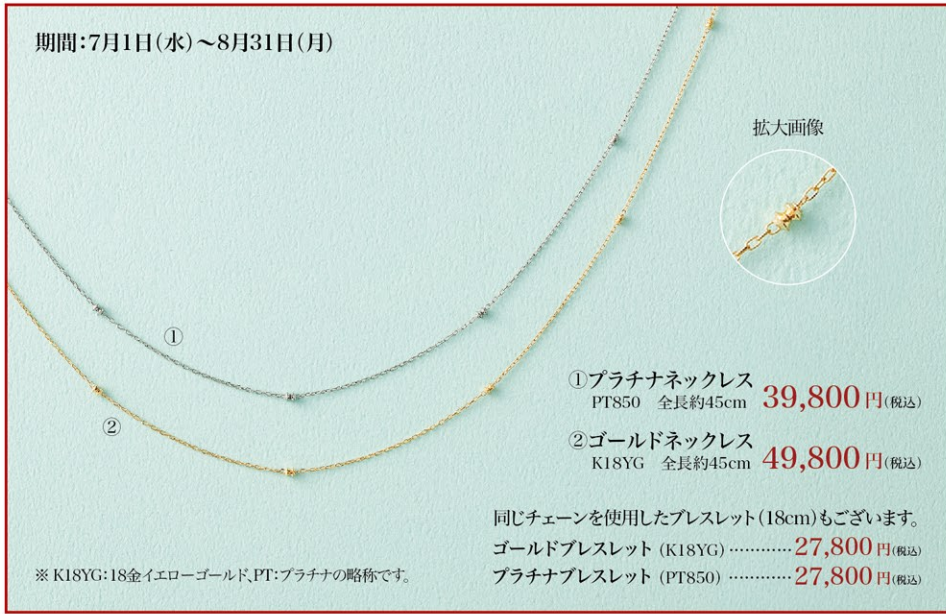 期間:7月1日(水)〜8月31日(月)
拡大画像
①
②
①プラチナネックレス
PT850 全長約45cm 39,800円(税込)
②ゴールドネックレス
K18YG 全長約45cm 49,800円(税込)
同じチェーンを使用したブレスレット(18cm)もございます。
ゴールドブレスレット (K18YG) ………… 27,800円(税込)
プラチナブレスレット (PT850) ………… 27,800円(税込)
※ K18YG:18金イエローゴールド、PT:プラチナの略称です。